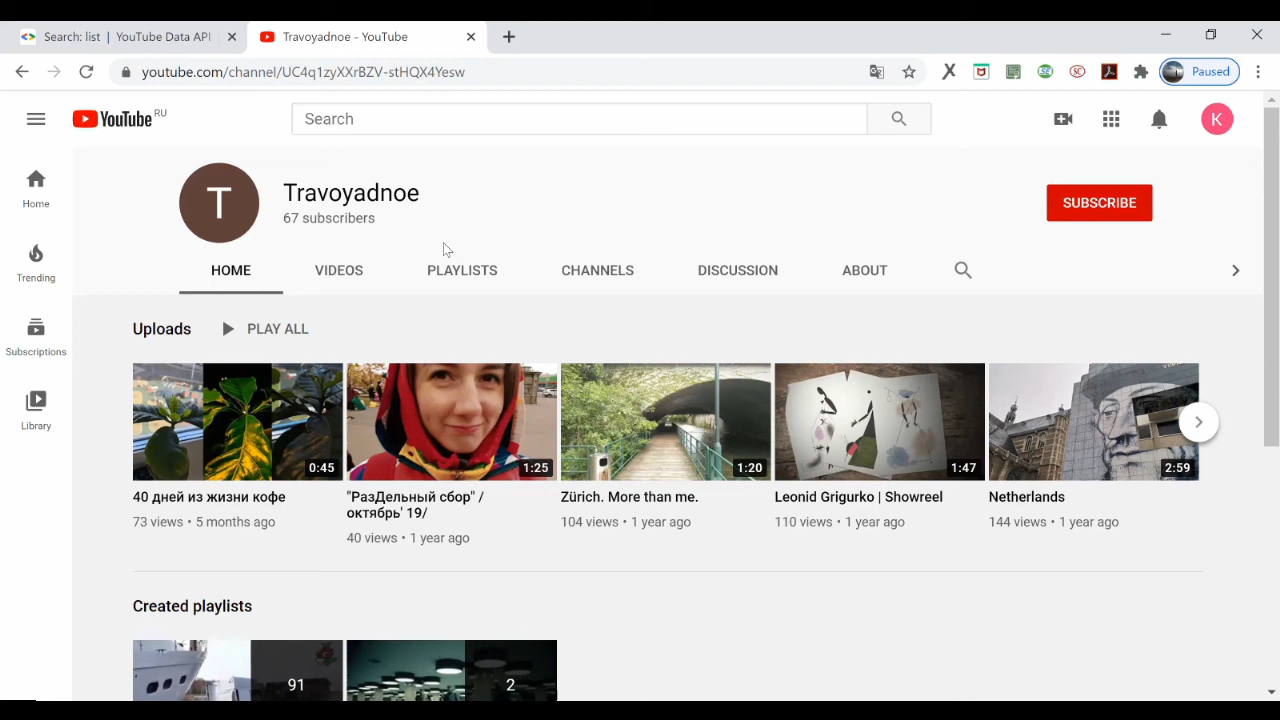 Search: list | YouTube Data API
Travoyadnoe - YouTube
youtube.com/channel/UC4q1zyXXrBZV-stHQX4Yesw
Paused
YouTube RU
Search
K
Home
Trending
Subscriptions
Library
T
Travoyadnoe
67 subscribers
SUBSCRIBE
HOME
VIDEOS
PLAYLISTS
CHANNELS
DISCUSSION
ABOUT
Uploads
PLAY ALL
0:45
1:25
1:20
1:47
2:59
40 дней из жизни кофе
73 views • 5 months ago
"РазДельный сбор" /
октябрь' 19/
40 views • 1 year ago
Zürich. More than me.
104 views • 1 year ago
Leonid Grigurko | Showreel
110 views • 1 year ago
Netherlands
144 views • 1 year ago
Created playlists
91
2